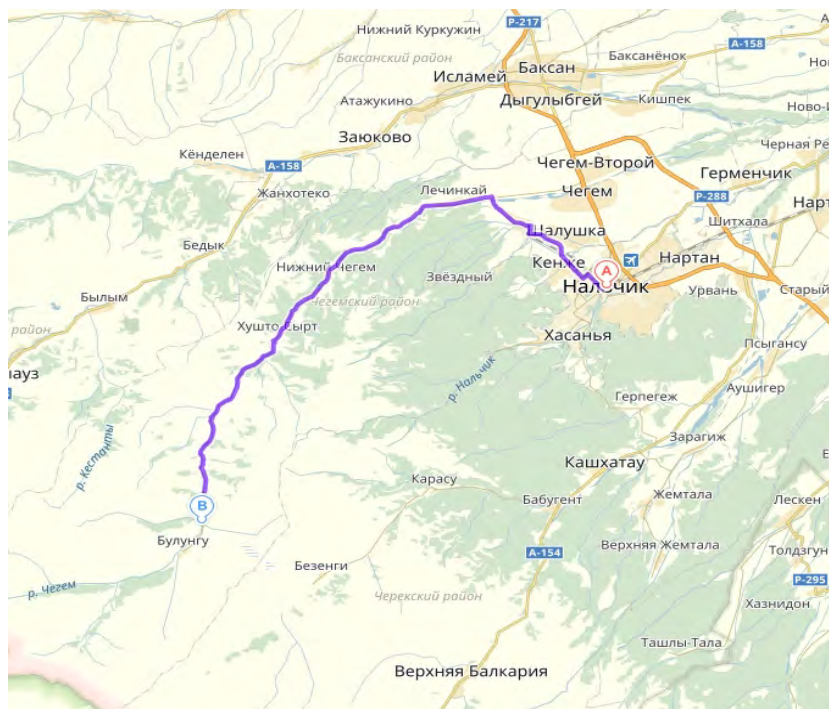 Нижний Куркужин
Р-217
Баксанский район
А-158
Баксанёнок
Исламей
Баксан
Атажукино
Дыгулыбгей
Кишпек
Заюково
Кёнделен
А-158
Чегем-Второй
Черная Ре
Жанхотеко
Лечинкай
Чегем
Герменчик
Р-288
Нарт
Шалушка
Шитхала
Бедык
Кенже
Нартан
Нижний Чегем
Звёздный
A
Нальчик
Урвань
Старый
Былым
Чегемский район
район
Хушто-Сырт
Хасанья
Псыгансу
лауз
р. Нальчик
Аушигер
Герпегеж
р. Кестанты
Зарагиж
Кашхатау
Карасу
Бабугент
Жемтала
Лескен
B
Булунгу
А-154
Верхняя Жемтала
Толдзгун
Безенги
Р-295
р. Чегем
Черекский район
Хазнидон
Ташлы-Тала
Верхняя Балкария